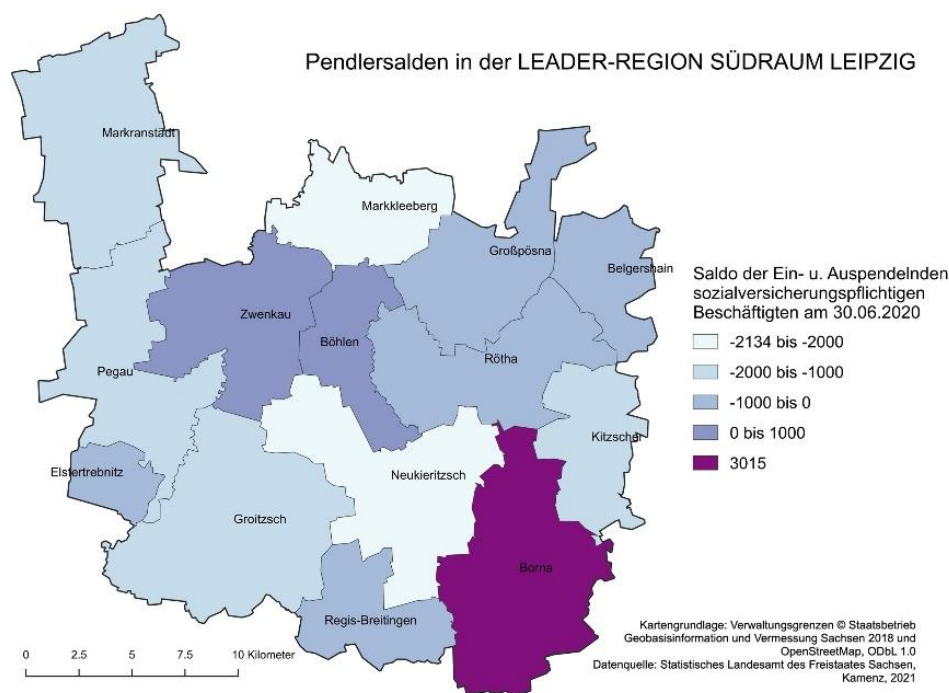 Pendlersalden in der LEADER-REGION SÜDRAUM LEIPZIG
Markranstädt
Markkleeberg
Großpösna
Belgershain
Zwenkau
Böhlen
Rötha
Pegau
Kitzscher
Elstertrebnitz
Neukieritzsch
Groitzsch
Borna
Regis-Breitingen
Saldo der Ein- u. Auspendelnden
sozialversicherungspflichtigen
Beschäftigten am 30.06.2020
-2134 bis -2000
-2000 bis -1000
-1000 bis 0
0 bis 1000
3015
0 2.5 5 7.5 10 Kilometer
Kartengrundlage: Verwaltungsgrenzen © Staatsbetrieb
Geobasisinformation und Vermessung Sachsen 2018 und
OpenStreetMap, ODbL 1.0
Datenquelle: Statistisches Landesamt des Freistaates Sachsen,
Kamenz, 2021